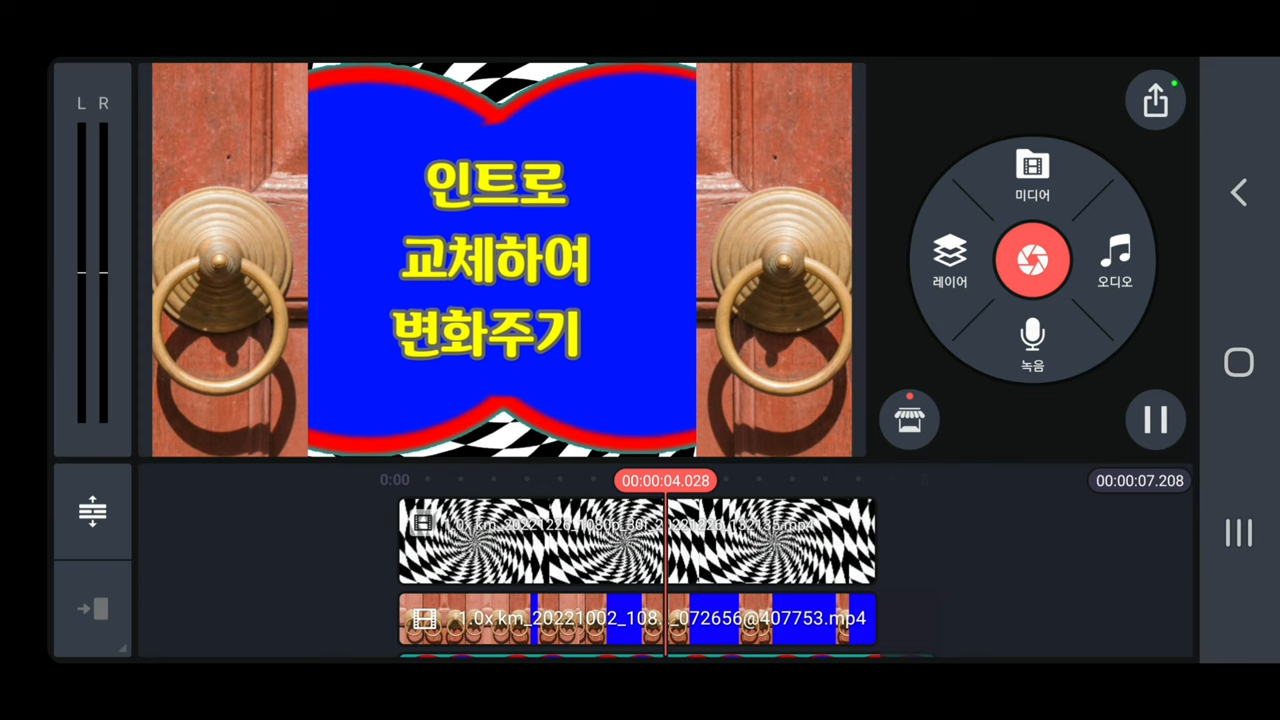 L R
인트로
교체하여
변화주기
미디어
레이어
오디오
녹음
0:00
00:00:04.028
00:00:07.208
1.0x km_20221002_108. _072656@407753.mp4